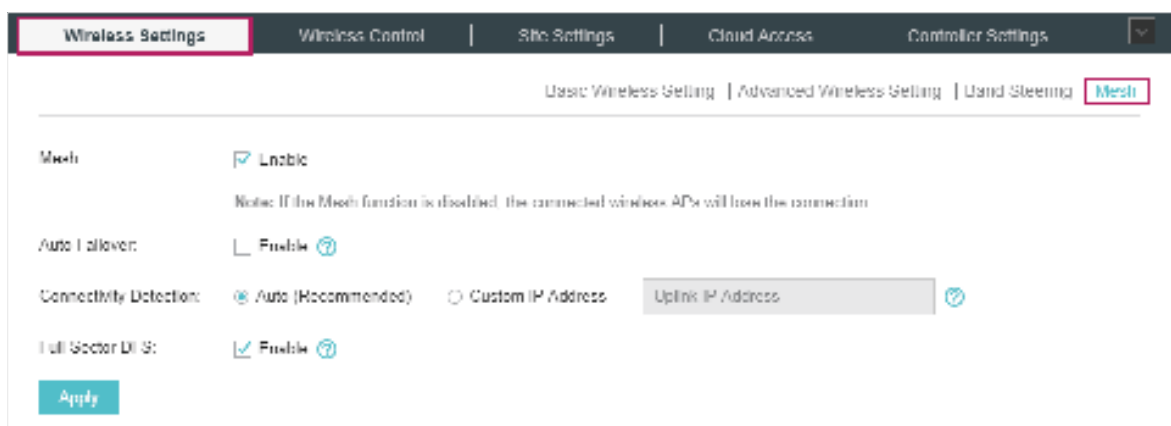 Wireless Settings Wireless Control | Site Settings | Cloud Access Controller Settings
Basic Wireless Setting | Advanced Wireless Setting | Band Steering Mesh
Mesh Enable
Note: If the Mesh function is disabled, the connected wireless APs will lose the connection
Auto Failover: Enable ?
Connectivity Detection: Auto (Recommended) Custom IP Address Uplink IP Address ?
Full Sector DFS: Enable ?
Apply